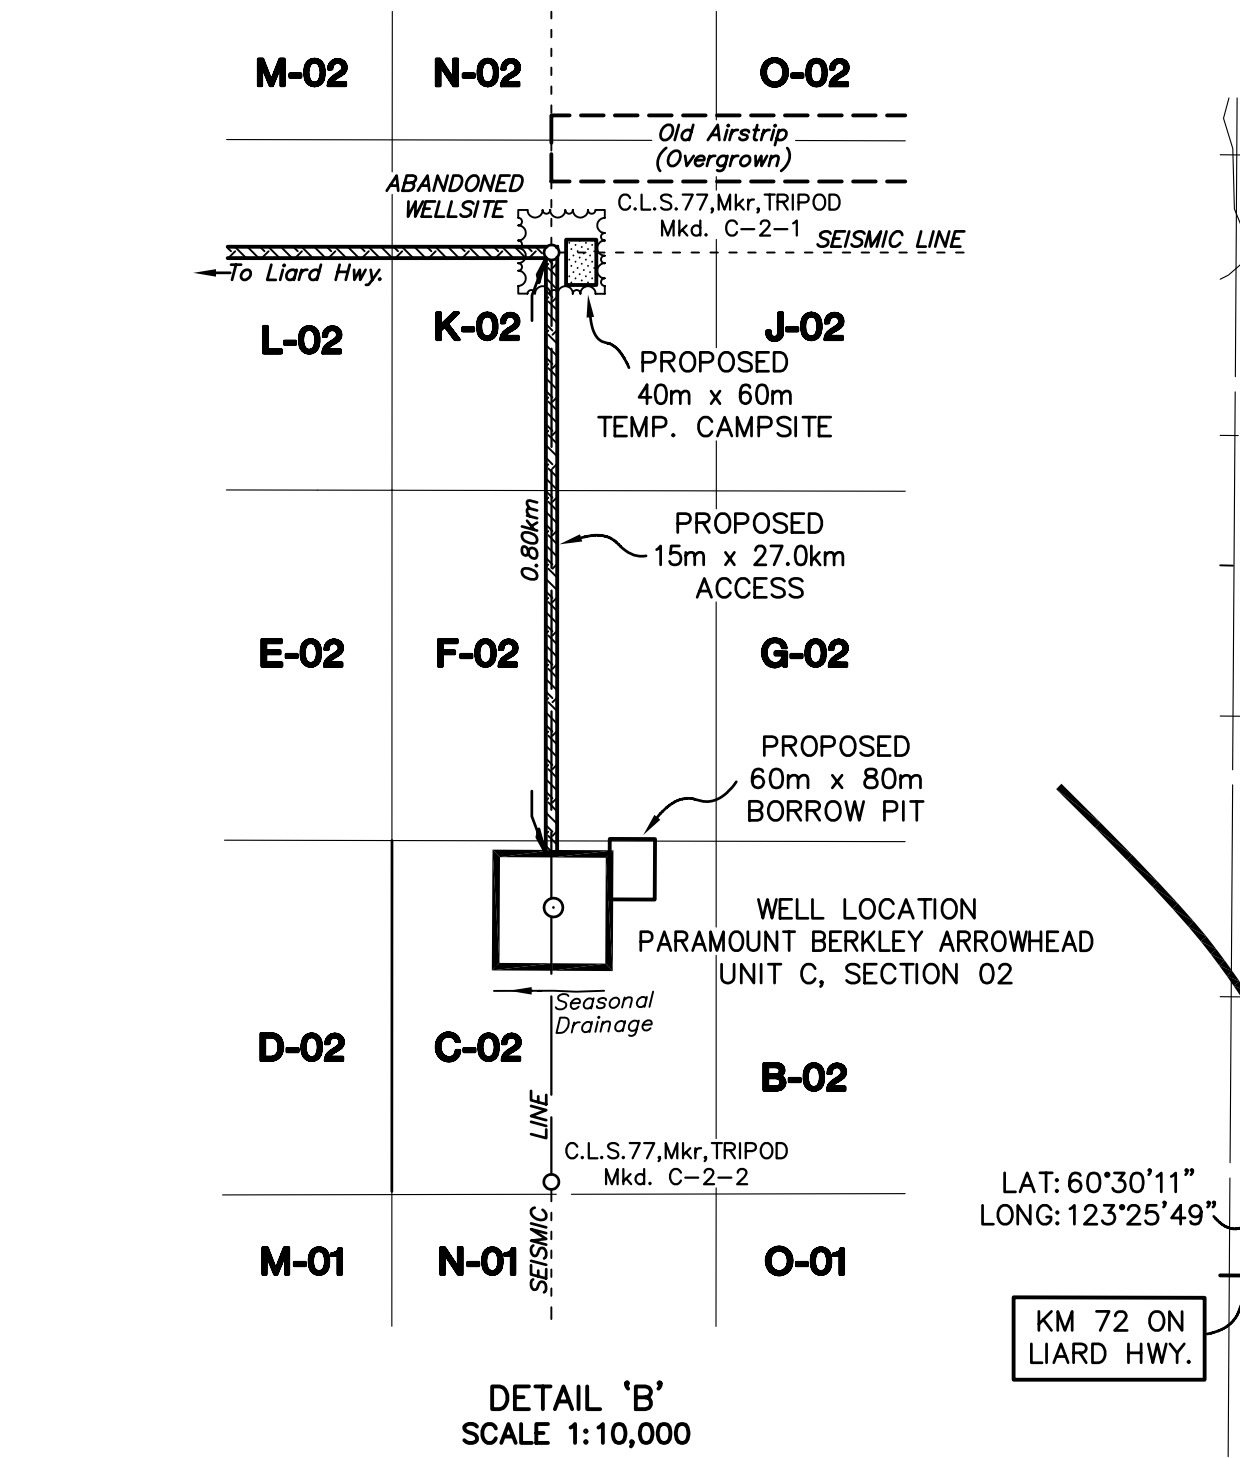 M-02 N-02 O-02
Old Airstrip
(Overgrown)
ABANDONED
WELLSITE
C.L.S.77,Mkr,TRIPOD
Mkd. C-2-1
SEISMIC LINE
To Liard Hwy.
L-02 K-02 J-02
PROPOSED
40m x 60m
TEMP. CAMPSITE
0.80km
PROPOSED
15m x 27.0km
ACCESS
E-02 F-02 G-02
PROPOSED
60m x 80m
BORROW PIT
WELL LOCATION
PARAMOUNT BERKLEY ARROWHEAD
UNIT C, SECTION 02
Seasonal
Drainage
D-02 C-02 B-02
SEISMIC LINE
C.L.S.77,Mkr,TRIPOD
Mkd. C-2-2
LAT: 60°30'11"
LONG: 123°25'49"
M-01 N-01 O-01
KM 72 ON
LIARD HWY.
DETAIL 'B'
SCALE 1:10,000